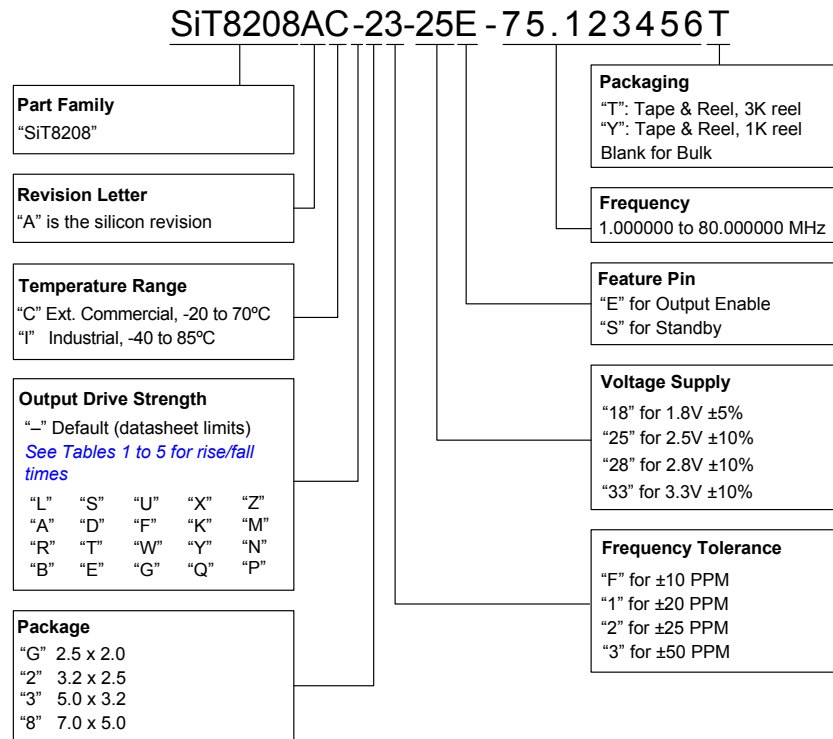 SiT8208AC-23-25E-75.123456T
Part Family
“SiT8208”
Revision Letter
“A” is the silicon revision
Temperature Range
“C” Ext. Commercial, -20 to 70ºC
“I” Industrial, -40 to 85ºC
Output Drive Strength
“–” Default (datasheet limits)
See Tables 1 to 5 for rise/fall
times
“L” “S” “U” “X” “Z”
“A” “D” “F” “K” “M”
“R” “T” “W” “Y” “N”
“B” “E” “G” “Q” “P”
Package
“G” 2.5 x 2.0
“2” 3.2 x 2.5
“3” 5.0 x 3.2
“8” 7.0 x 5.0
Packaging
“T”: Tape & Reel, 3K reel
“Y”: Tape & Reel, 1K reel
Blank for Bulk
Frequency
1.000000 to 80.000000 MHz
Feature Pin
“E” for Output Enable
“S” for Standby
Voltage Supply
“18” for 1.8V ±5%
“25” for 2.5V ±10%
“28” for 2.8V ±10%
“33” for 3.3V ±10%
Frequency Tolerance
“F” for ±10 PPM
“1” for ±20 PPM
“2” for ±25 PPM
“3” for ±50 PPM